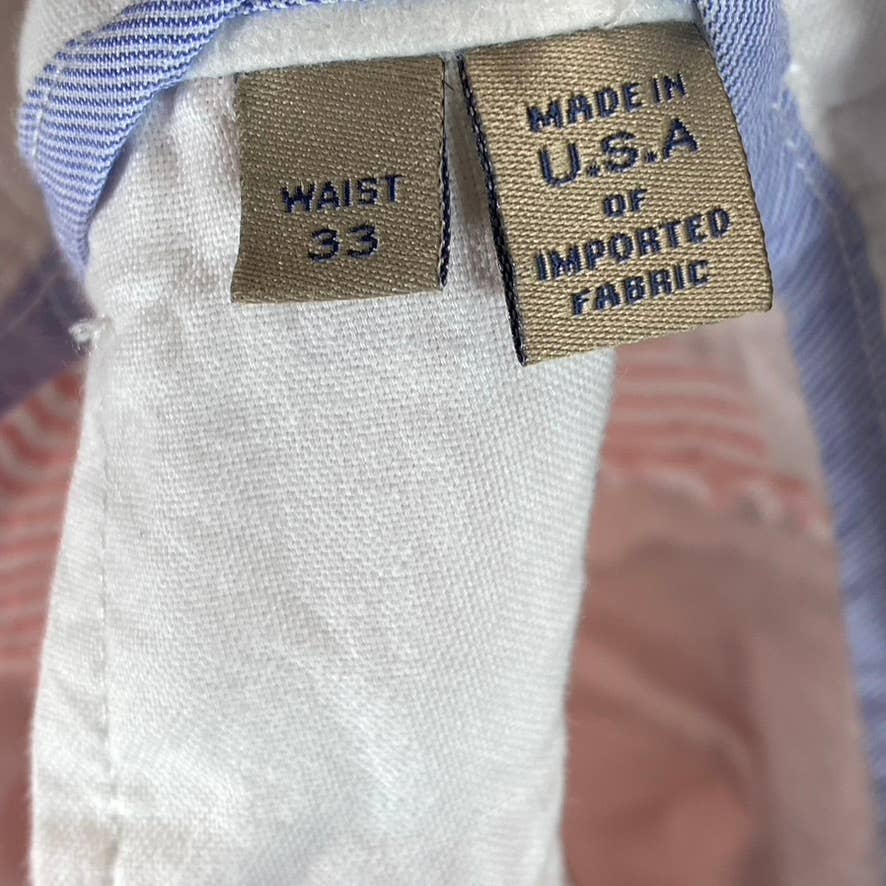 WAIST
33
MADE IN
U.S.A
OF
IMPORTED
FABRIC